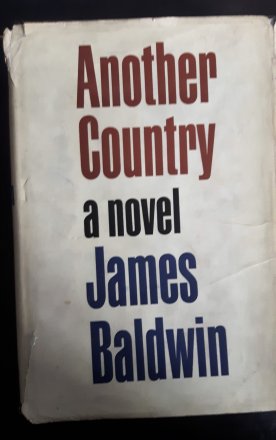 Another
Country
a novel
James
Baldwin